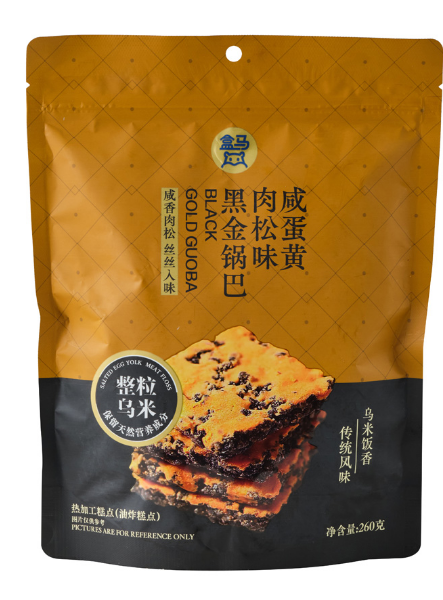 盒马
咸蛋黄
肉松味
黑金锅巴
BLACK
GOLD GUOBA
咸香肉松 丝丝入味
SALTED EGG YOLK MEAT FLOSS
整粒
乌米
保留天然营养成分
乌米饭香
传统风味
热加工糕点(油炸糕点)
图片仅供参考
PICTURES ARE FOR REFERENCE ONLY
净含量:260克